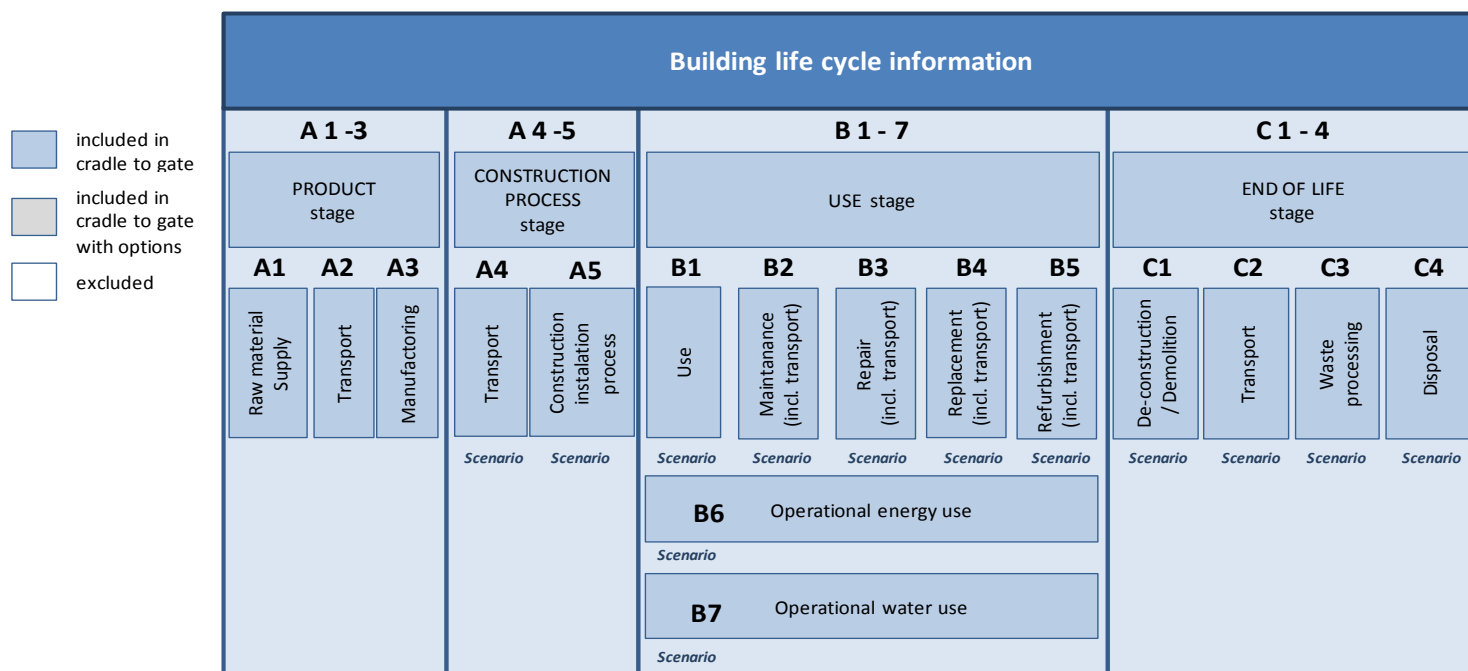 Building life cycle information
included in
cradle to gate
included in
cradle to gate
with options
excluded
A 1 -3
A 4 -5
B 1 - 7
C 1 - 4
PRODUCT
stage
CONSTRUCTION
PROCESS
stage
USE stage
END OF LIFE
stage
A1
A2
A3
A4
A5
B1
B2
B3
B4
B5
C1
C2
C3
C4
Raw material
Supply
Transport
Manufactoring
Transport
Construction
instalation
process
Use
Maintanance
(incl. transport)
Repair
(incl. transport)
Replacement
(incl. transport)
Refurbishment
(incl. transport)
De-construction
/ Demolition
Transport
Waste
processing
Disposal
Scenario
Scenario
Scenario
Scenario
Scenario
Scenario
Scenario
Scenario
Scenario
Scenario
Scenario
B6 Operational energy use
Scenario
B7 Operational water use
Scenario